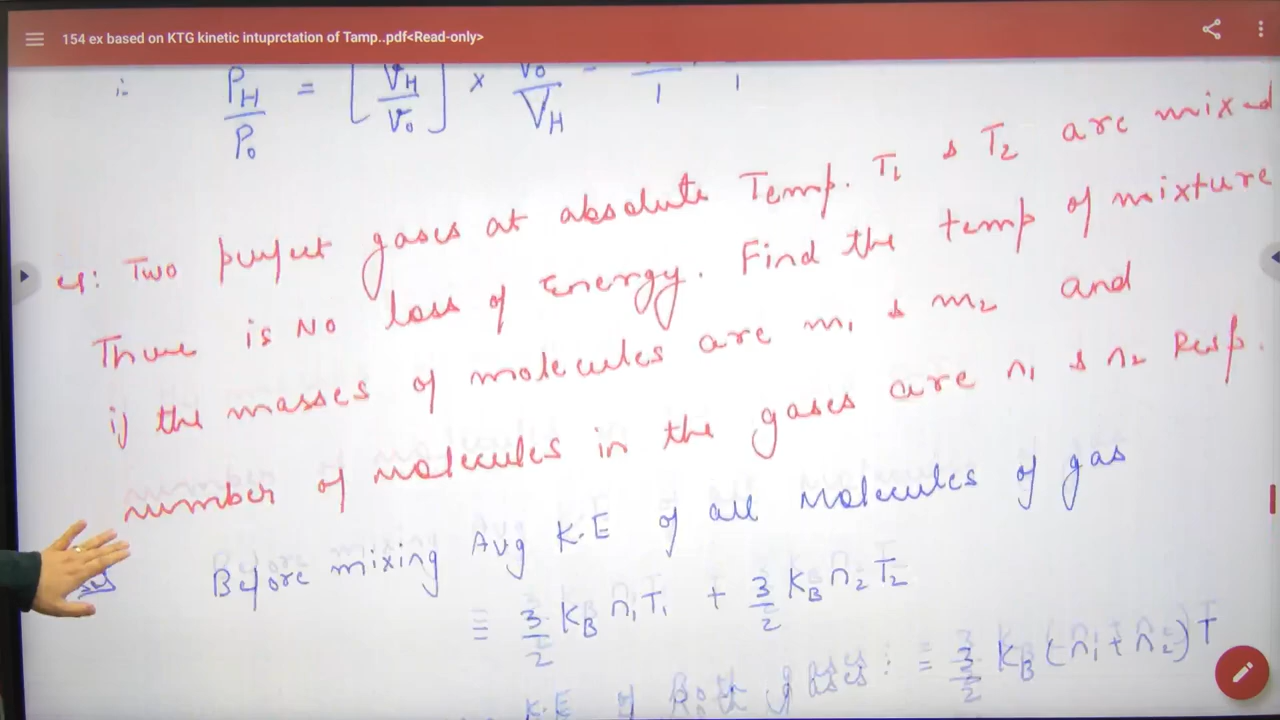 154 ex based on KTG kinetic intuprctation of Tamp..pdf<Read-only>
∴ P_H/P_0 = [V_H/V_0] × V_0/V_H =
eg: Two perfect gases at absolute Temp. T₁ & T₂ are mixed
There is No loss of Energy. Find the temp of mixture
if the masses of molecules are m₁ & m₂ and
number of molecules in the gases are n₁ & n₂ Resp.
Before mixing Avg K.E of all Molecules of gas
= 3/2 K_B n₁T₁ + 3/2 K_B n₂T₂
K.E of Both gases := 3/2 K_B (n₁ + n₂) T